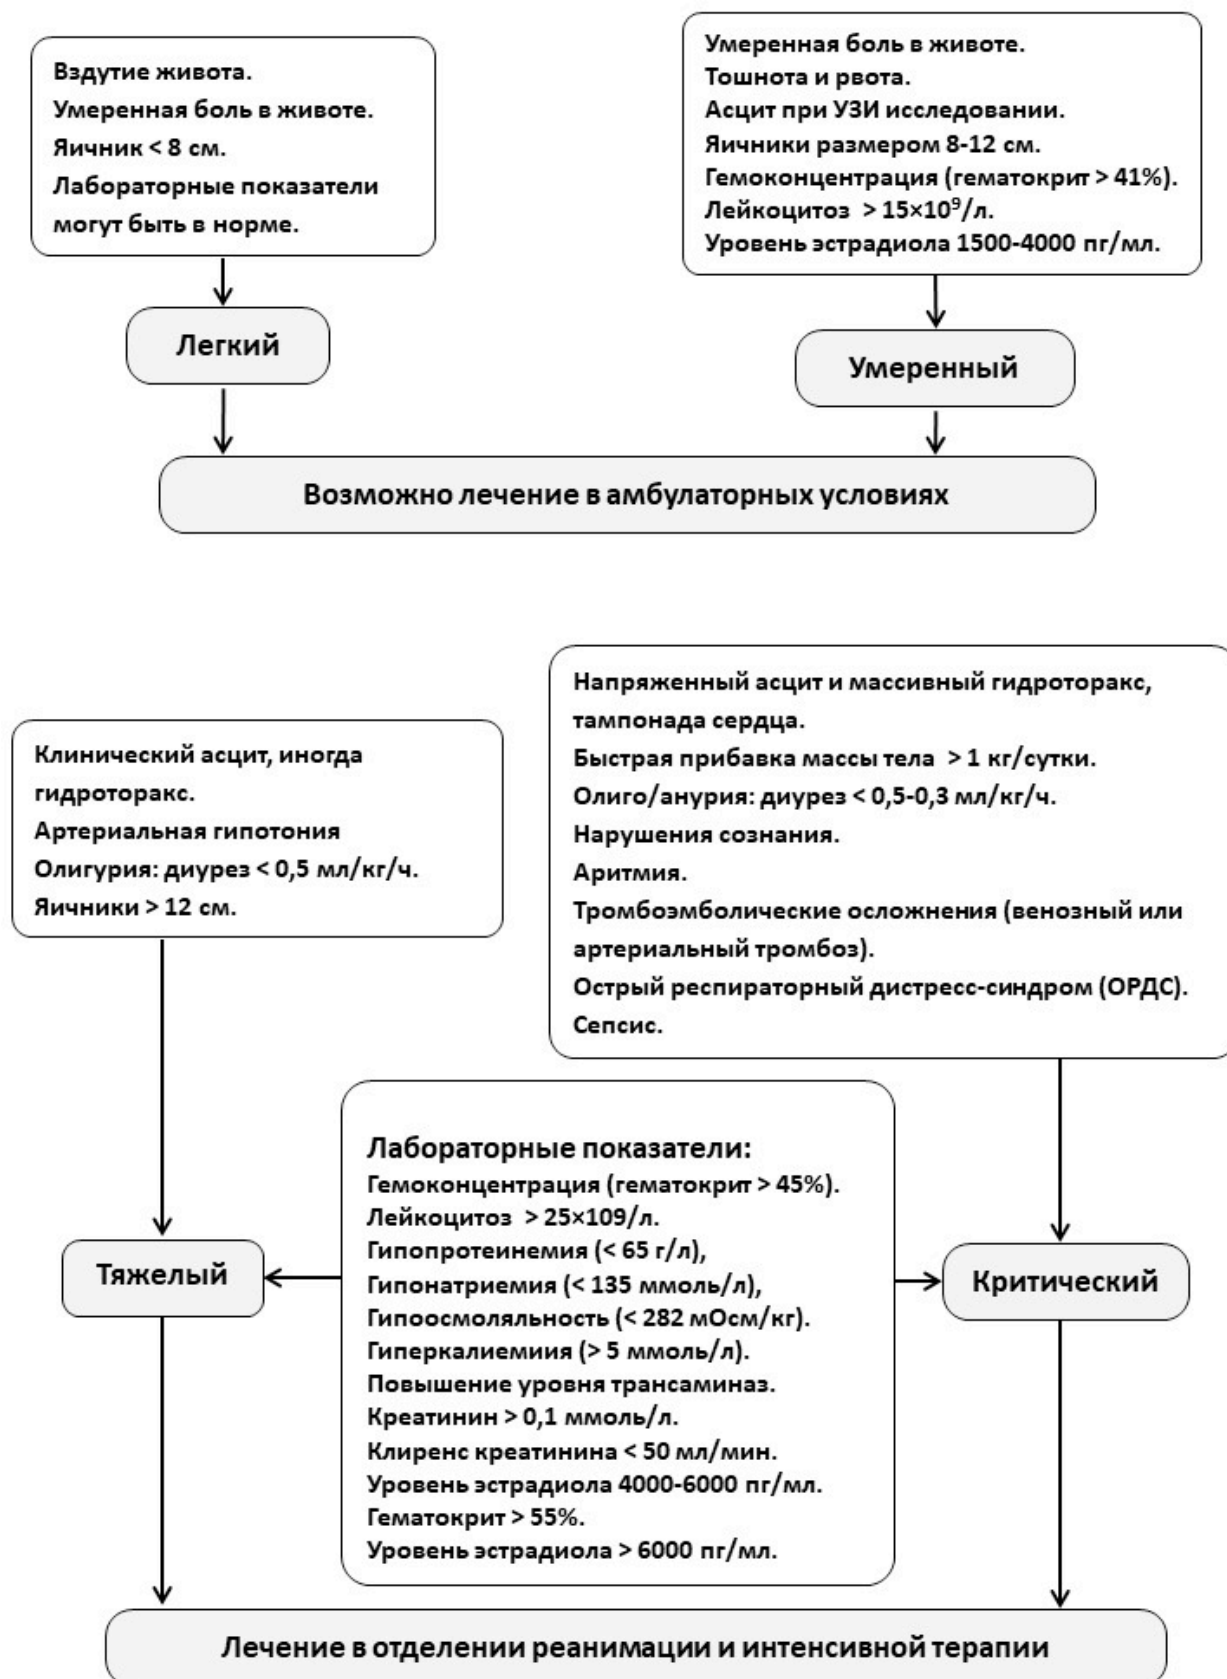 Вздутие живота.
Умеренная боль в животе.
Яичник < 8 см.
Лабораторные показатели
могут быть в норме.
Умеренная боль в животе.
Тошнота и рвота.
Асцит при УЗИ исследовании.
Яичники размером 8-12 см.
Гемоконцентрация (гематокрит > 41%).
Лейкоцитоз > 15×10⁹/л.
Уровень эстрадиола 1500-4000 пг/мл.
Легкий
Умеренный
Возможно лечение в амбулаторных условиях
Клинический асцит, иногда
гидроторакс.
Артериальная гипотония
Олигурия: диурез < 0,5 мл/кг/ч.
Яичники > 12 см.
Напряженный асцит и массивный гидроторакс,
тампонада сердца.
Быстрая прибавка массы тела > 1 кг/сутки.
Олиго/анурия: диурез < 0,5-0,3 мл/кг/ч.
Нарушения сознания.
Аритмия.
Тромбоэмболические осложнения (венозный или
артериальный тромбоз).
Острый респираторный дистресс-синдром (ОРДС).
Сепсис.
Лабораторные показатели:
Гемоконцентрация (гематокрит > 45%).
Лейкоцитоз > 25×109/л.
Гипопротеинемия (< 65 г/л),
Гипонатриемия (< 135 ммоль/л),
Гипоосмоляльность (< 282 мОсм/кг).
Гиперкалиемиия (> 5 ммоль/л).
Повышение уровня трансаминаз.
Креатинин > 0,1 ммоль/л.
Клиренс креатинина < 50 мл/мин.
Уровень эстрадиола 4000-6000 пг/мл.
Гематокрит > 55%.
Уровень эстрадиола > 6000 пг/мл.
Тяжелый
Критический
Лечение в отделении реанимации и интенсивной терапии